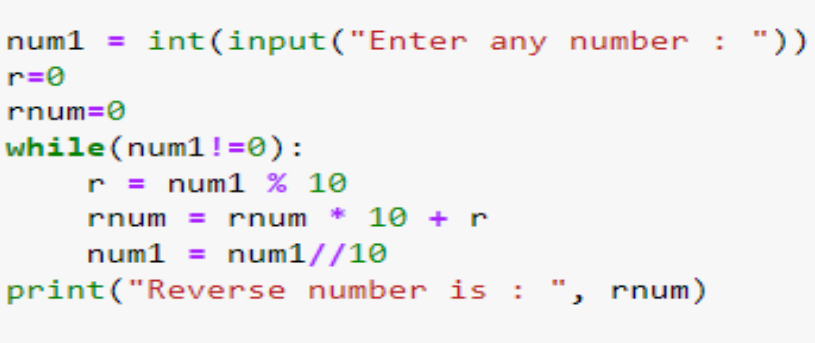 num1 = int(input("Enter any number : "))
r=0
rnum=0
while(num1!=0):
    r = num1 % 10
    rnum = rnum * 10 + r
    num1 = num1//10
print("Reverse number is : ", rnum)